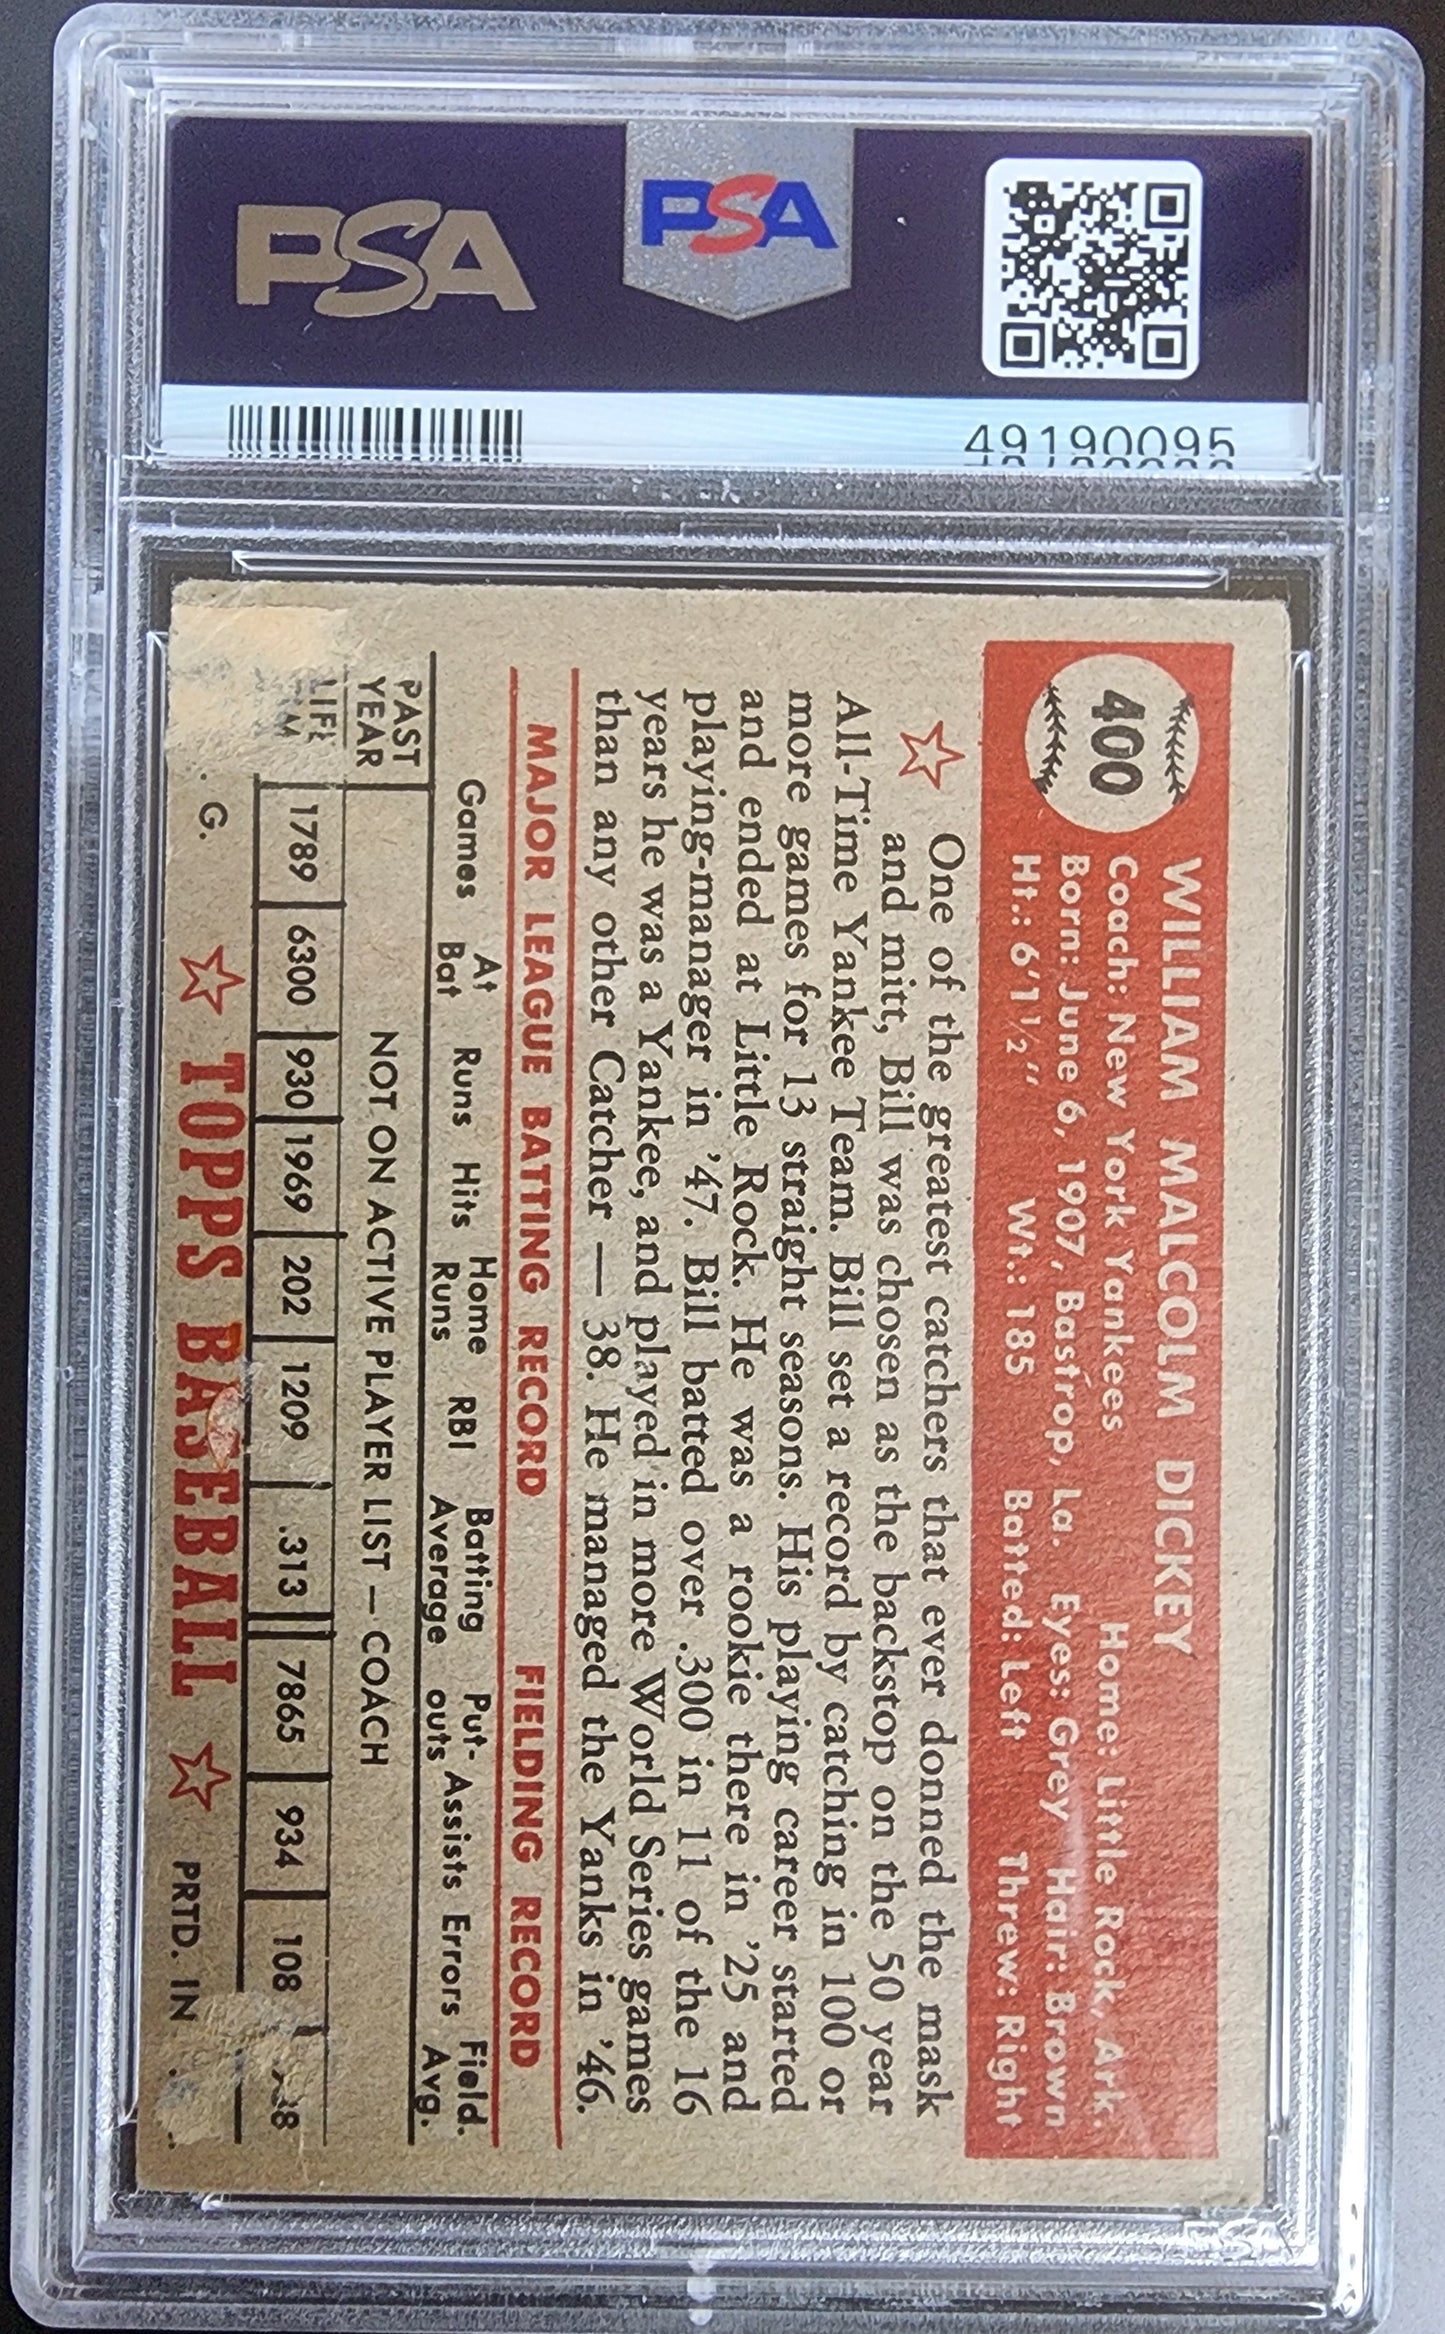 PSA
PSA
49190095
400
WILLIAM MALCOLM DICKEY
Coach: New York Yankees Home: Little Rock, Ark.
Born: June 6, 1907, Bastrop, La. Eyes: Grey Hair: Brown
Ht.: 6'1½" Wt.: 185 Batted: Left Threw: Right
One of the greatest catchers that ever donned the mask
and mitt, Bill was chosen as the backstop on the 50 year
All-Time Yankee Team. Bill set a record by catching in 100 or
more games for 13 straight seasons. His playing career started
and ended at Little Rock. He was a rookie there in '25 and
playing-manager in '47. Bill batted over .300 in 11 of the 16
years he was a Yankee, and played in more World Series games
than any other Catcher — 38. He managed the Yanks in '46.
MAJOR LEAGUE BATTING RECORD FIELDING RECORD
Games At Bat Runs Hits Home Runs RBI Batting Average Put-outs Assists Errors Field. Avg.
PAST YEAR NOT ON ACTIVE PLAYER LIST — COACH
LIFE 1789 6300 930 1969 202 1209 .313 7865 934 108
G. TOPPS BASEBALL PRTD. IN